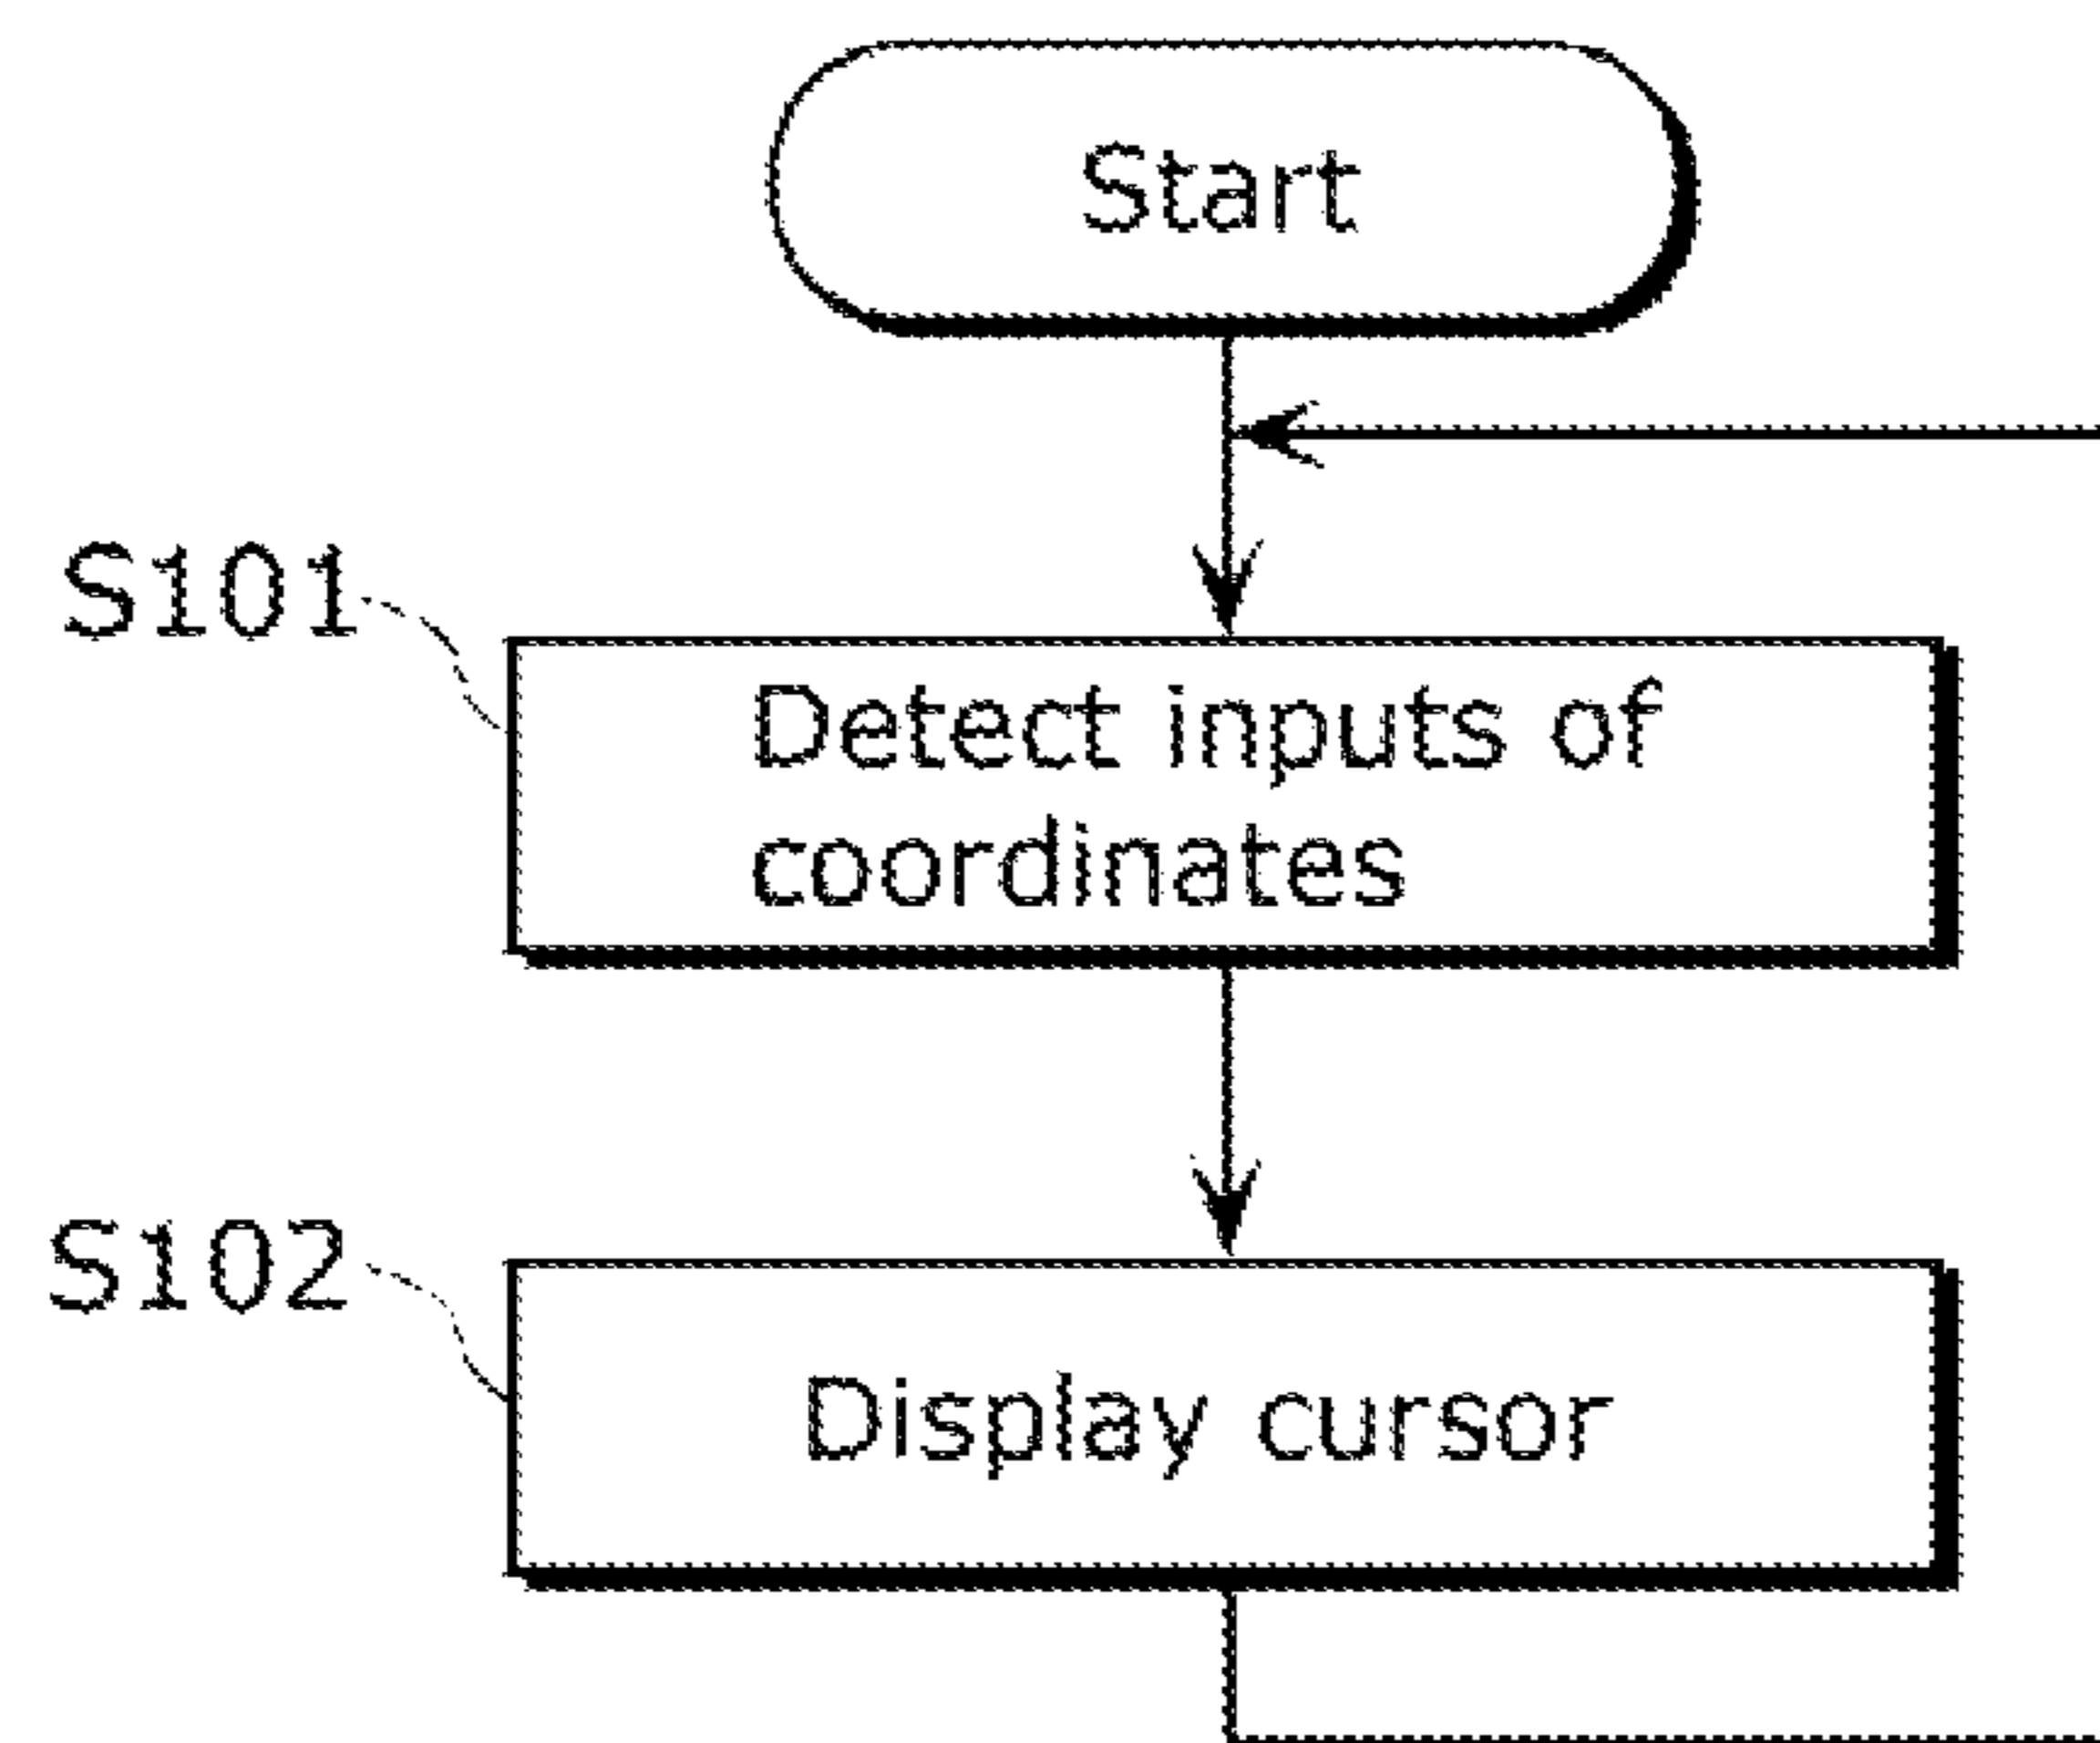 Start
S101
Detect inputs of
coordinates
S102
Display cursor